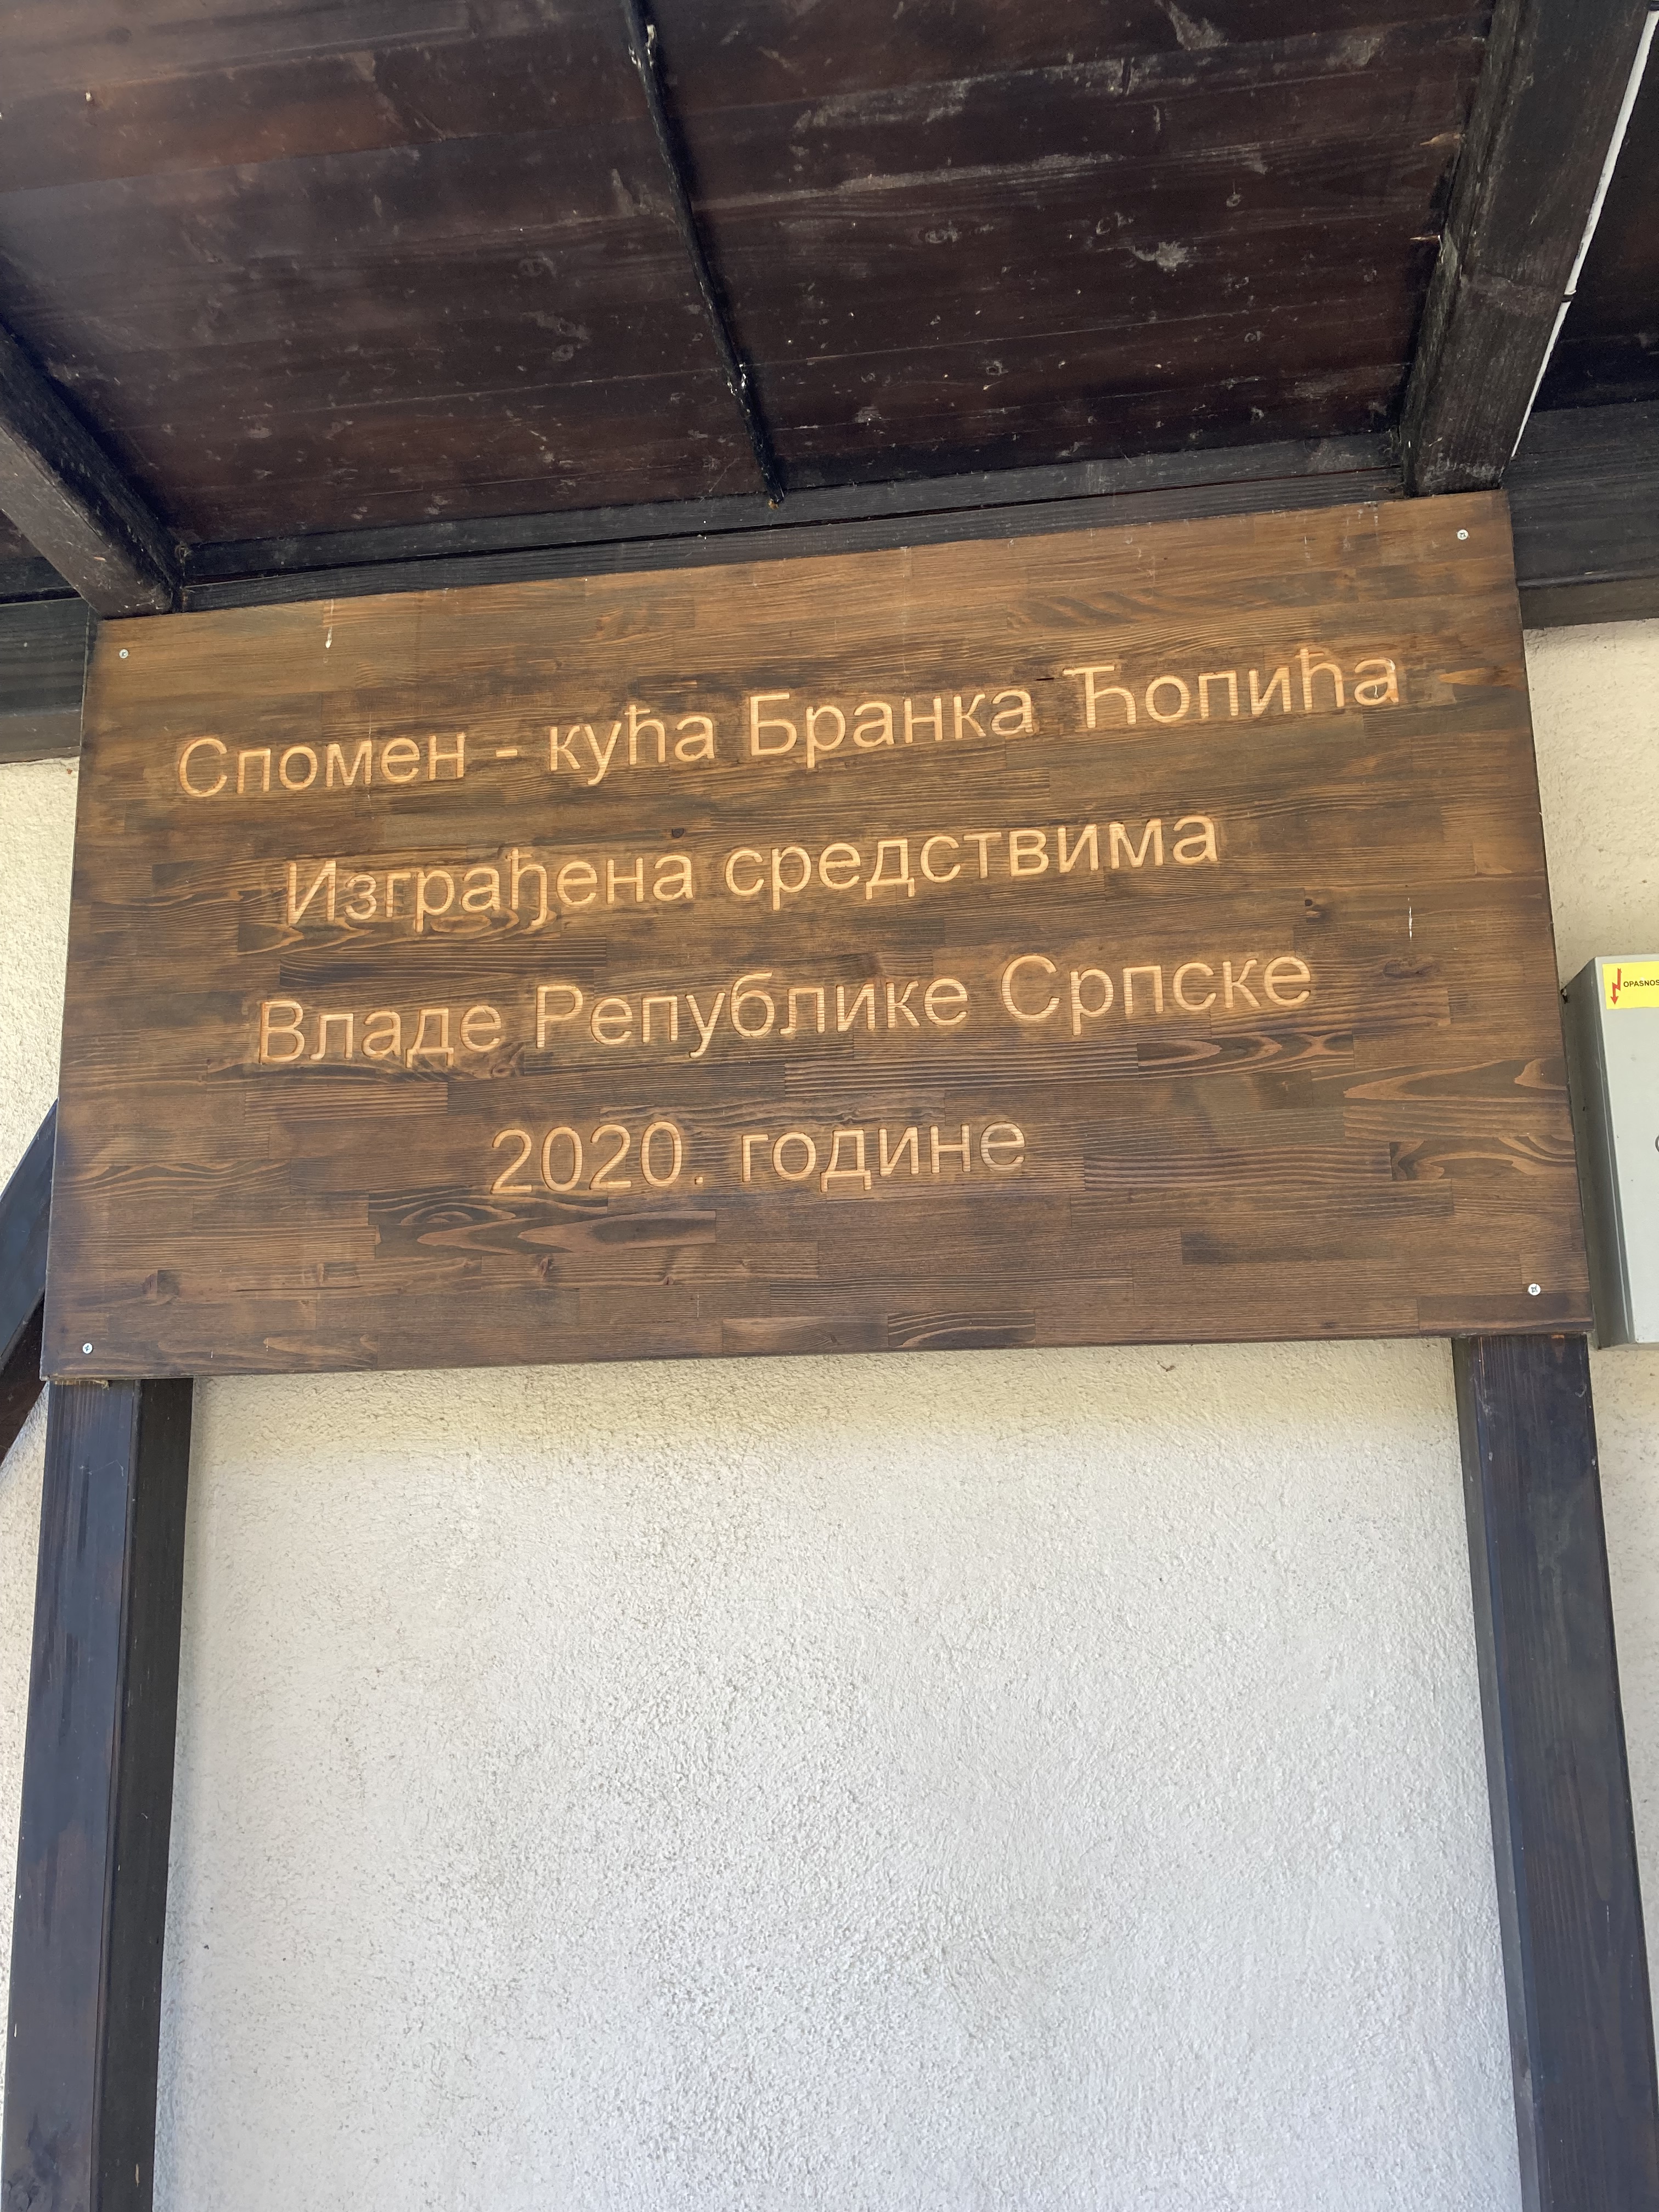 Спомен - кућа Бранка Ћопића
Изграђена средствима
Владе Републике Српске
2020. године